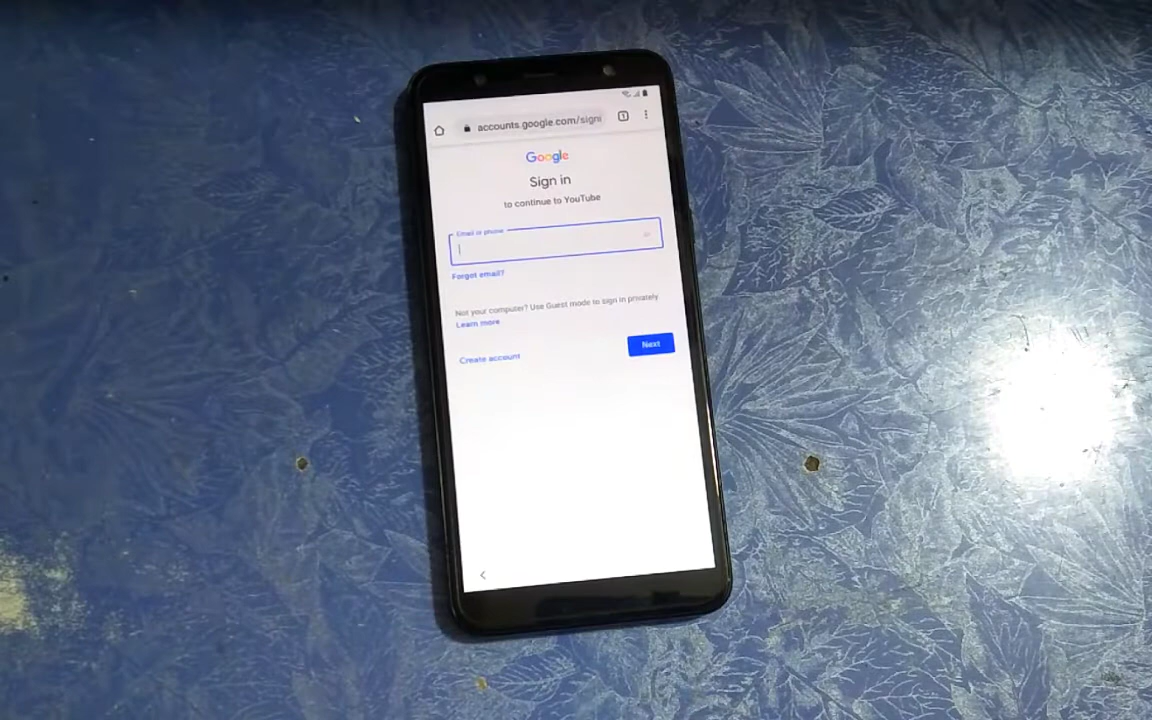 accounts.google.com/signi
1
Google
Sign in
to continue to YouTube
Email or phone
Forgot email?
Not your computer? Use Guest mode to sign in privately
Learn more
Create account
Next